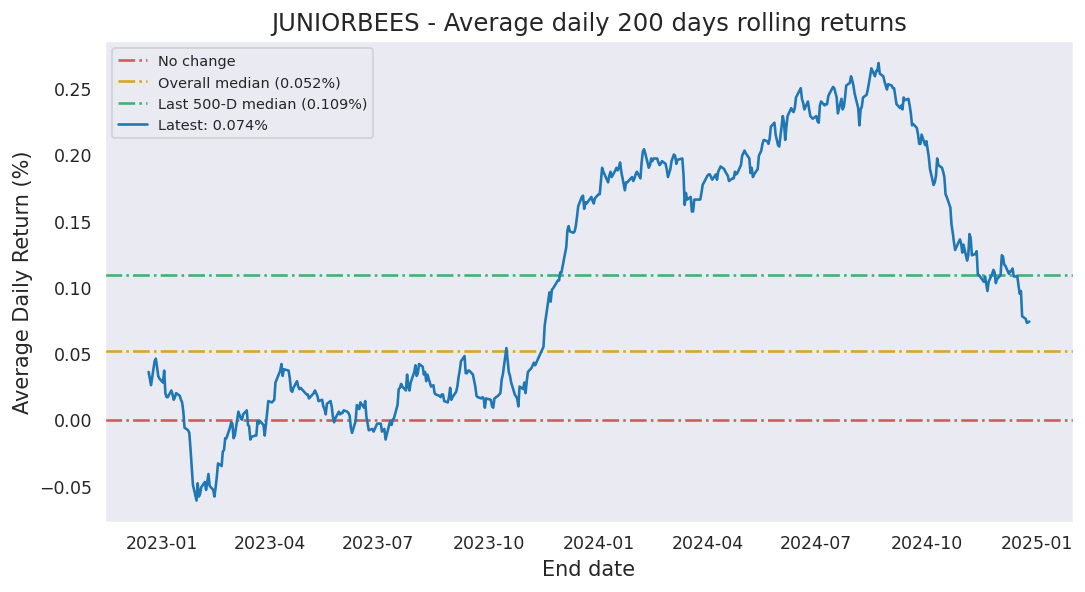 JUNIORBEES - Average daily 200 days rolling returns
No change
Overall median (0.052%)
Last 500-D median (0.109%)
Latest: 0.074%
Average Daily Return (%)
0.25
0.20
0.15
0.10
0.05
0.00
−0.05
2023-01 2023-04 2023-07 2023-10 2024-01 2024-04 2024-07 2024-10 2025-01
End date